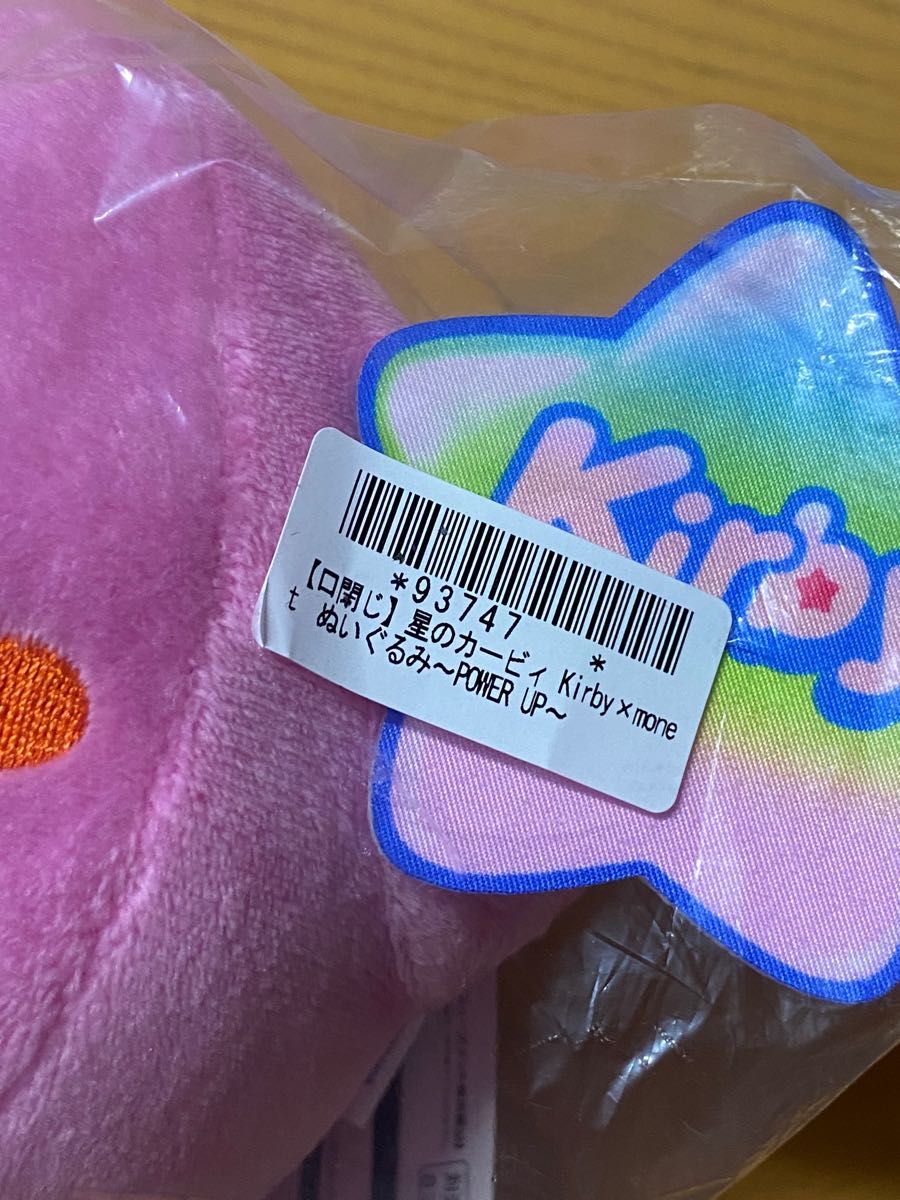 Kirby
*93747 *
【口閉じ】星のカービィ Kirby×mone
t ぬいぐるみ〜POWER UP〜